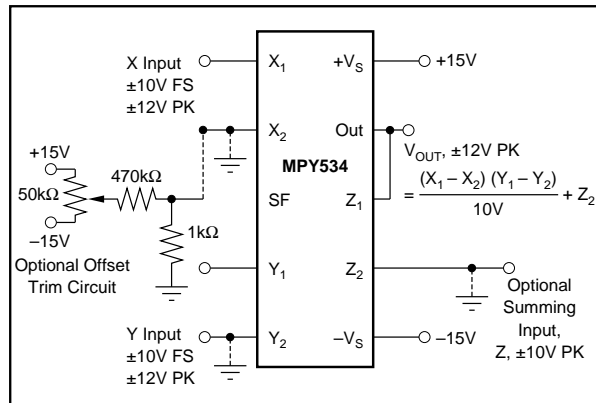 X Input
±10V FS
±12V PK
X1
+VS
+15V
X2
Out
MPY534
VOUT, ±12V PK
= (X1 – X2) (Y1 – Y2) / 10V + Z2
+15V
50kΩ
–15V
470kΩ
1kΩ
Optional Offset
Trim Circuit
SF
Z1
Y1
Z2
Optional
Summing
Input,
Z, ±10V PK
Y Input
±10V FS
±12V PK
Y2
–VS
–15V